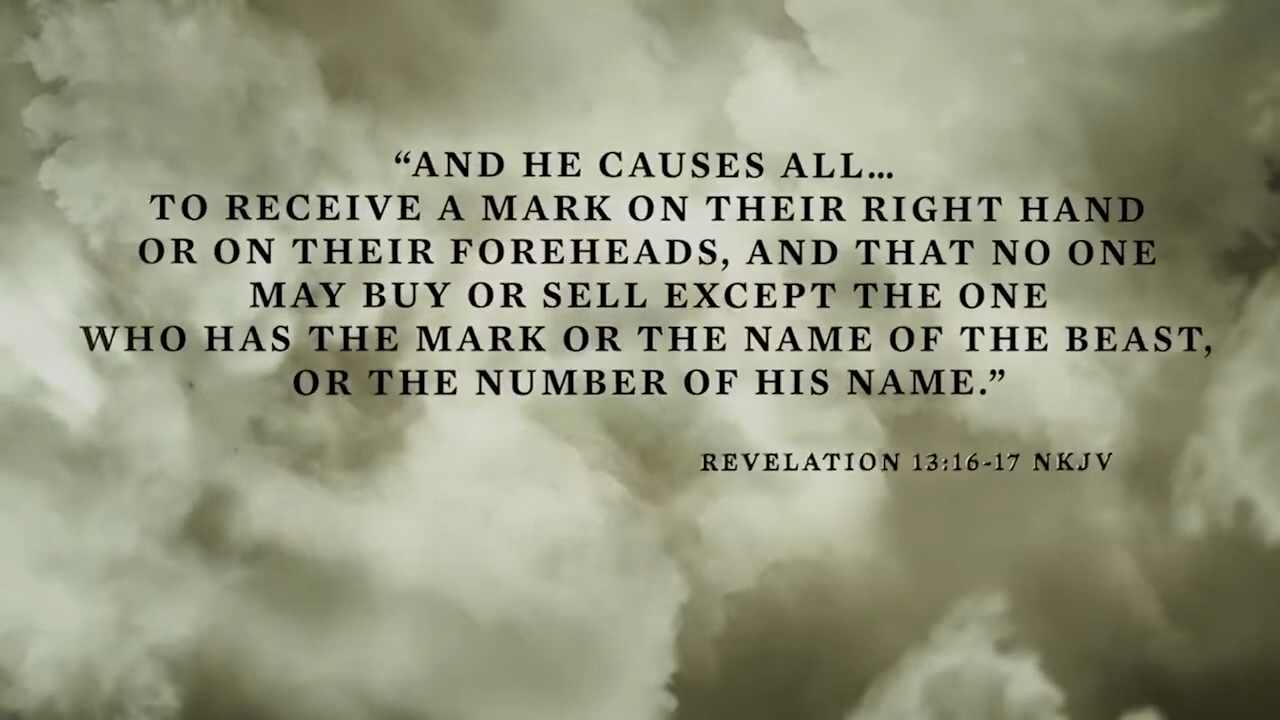 “AND HE CAUSES ALL...
TO RECEIVE A MARK ON THEIR RIGHT HAND
OR ON THEIR FOREHEADS, AND THAT NO ONE
MAY BUY OR SELL EXCEPT THE ONE
WHO HAS THE MARK OR THE NAME OF THE BEAST,
OR THE NUMBER OF HIS NAME.”
REVELATION 13:16-17 NKJV